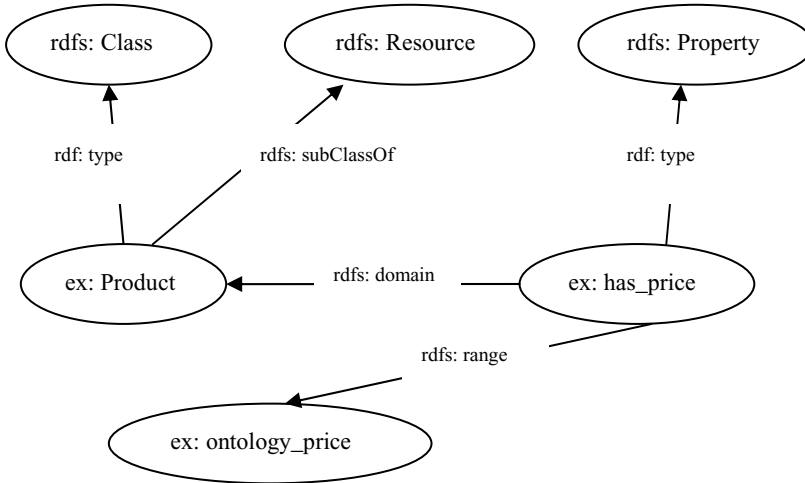 rdfs: Class
rdfs: Resource
rdfs: Property
rdf: type
rdfs: subClassOf
rdf: type
ex: Product
rdfs: domain
ex: has_price
rdfs: range
ex: ontology_price